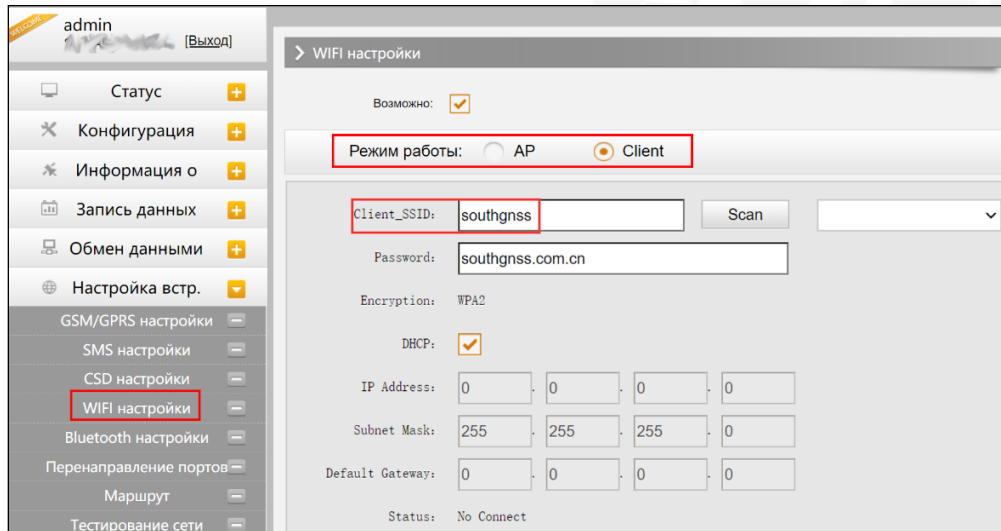 WELCOME
admin
[Выход]
Статус
Конфигурация
Информация о
Запись данных
Обмен данными
Настройка встр.
GSM/GPRS настройки
SMS настройки
CSD настройки
WIFI настройки
Bluetooth настройки
Перенаправление портов
Маршрут
Тестирование сети
WIFI настройки
Возможно:
Режим работы: AP Client
Client_SSID: southgnss Scan
Password: southgnss.com.cn
Encryption: WPA2
DHCP:
IP Address: 0 . 0 . 0 . 0
Subnet Mask: 255 . 255 . 255 . 0
Default Gateway: 0 . 0 . 0 . 0
Status: No Connect